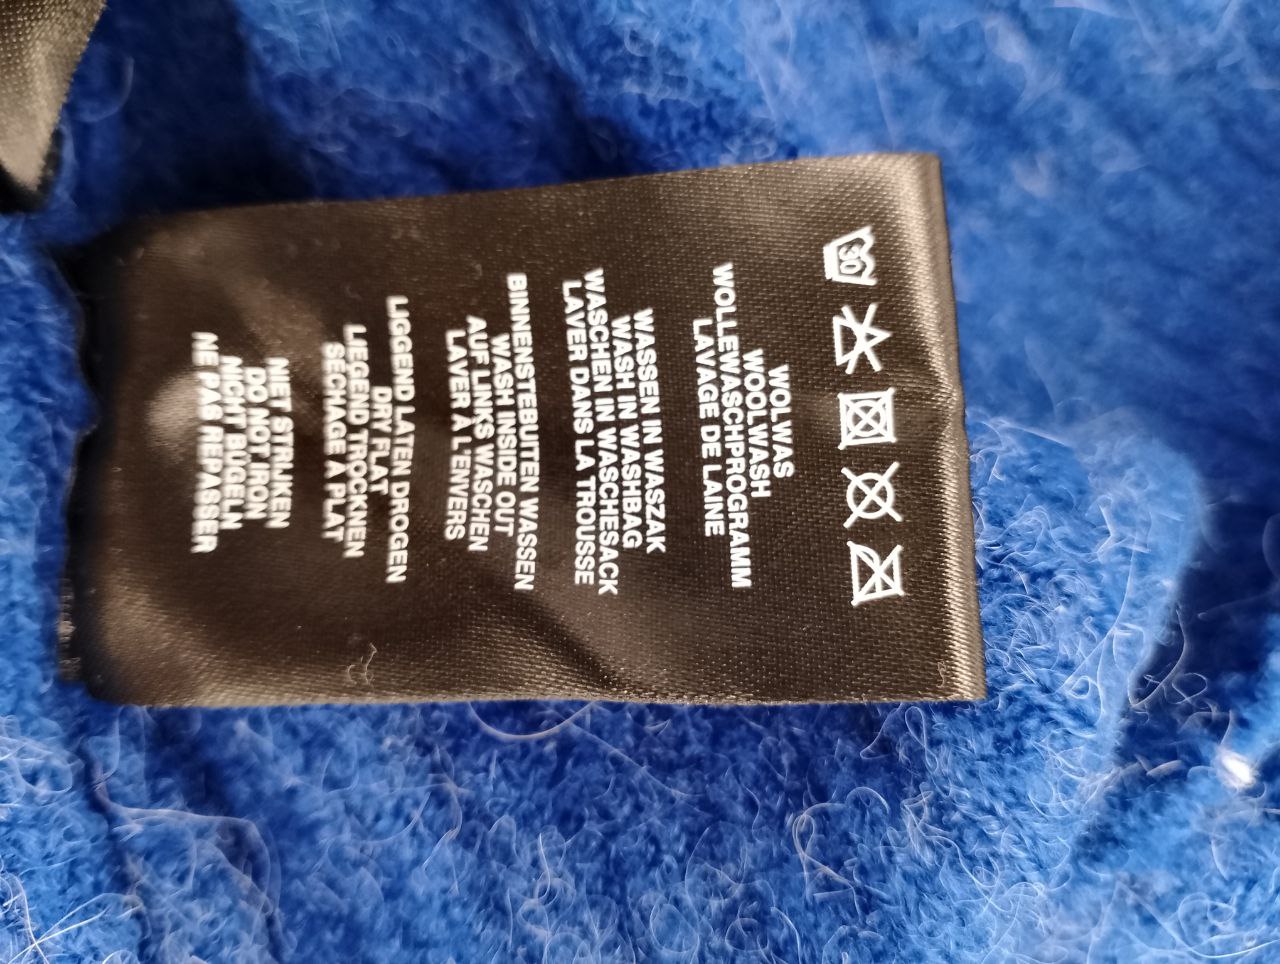 30
WOLWAS
WOOLWASH
WOLLEWASCHPROGRAMM
LAVAGE DE LAINE
WASSEN IN WASZAK
WASH IN WASHBAG
WASCHEN IN WASCHESACK
LAVER DANS LA TROUSSE
BINNENSTEBUITEN WASSEN
WASH INSIDE OUT
AUF LINKS WASCHEN
LAVER À L'ENVERS
LIGGEND LATEN DROGEN
DRY FLAT
LIEGEND TROCKNEN
SÉCHAGE À PLAT
NIET STRIJKEN
DO NOT IRON
NICHT BÜGELN
NE PAS REPASSER